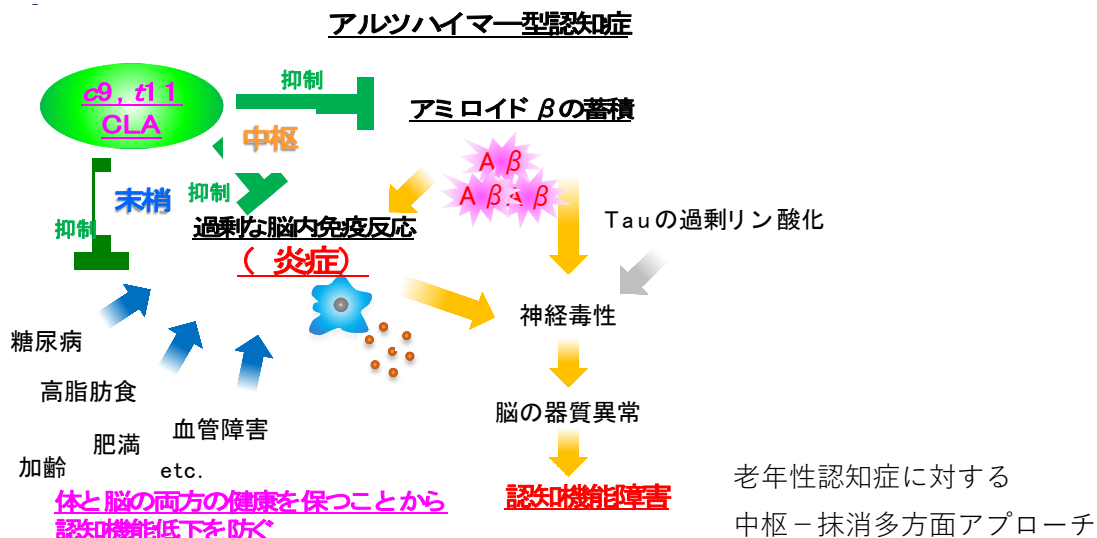 アルツハイマー型認知症
c9, t11
CLA
抑制
アミロイドβの蓄積
中枢
Aβ
Aβ
Aβ
末梢
抑制
抑制
過剰な脳内免疫反応
(炎症)
Tauの過剰リン酸化
神経毒性
糖尿病
高脂肪食
脳の器質異常
血管障害
肥満
加齢
etc.
体と脳の両方の健康を保つことから
認知機能低下を防ぐ
認知機能障害
老年性認知症に対する
中枢－抹消多方面アプローチ